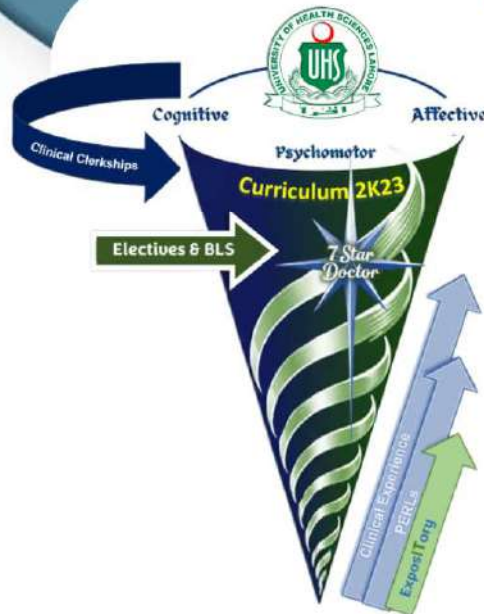 UNIVERSITY OF HEALTH SCIENCES LAHORE
UHS
Cognitive
Affective
Clinical Clerkships
Psychomotor
Curriculum 2K23
Electives & BLS
7 Star
Doctor
Clinical Experience
PERLs
ExposITory